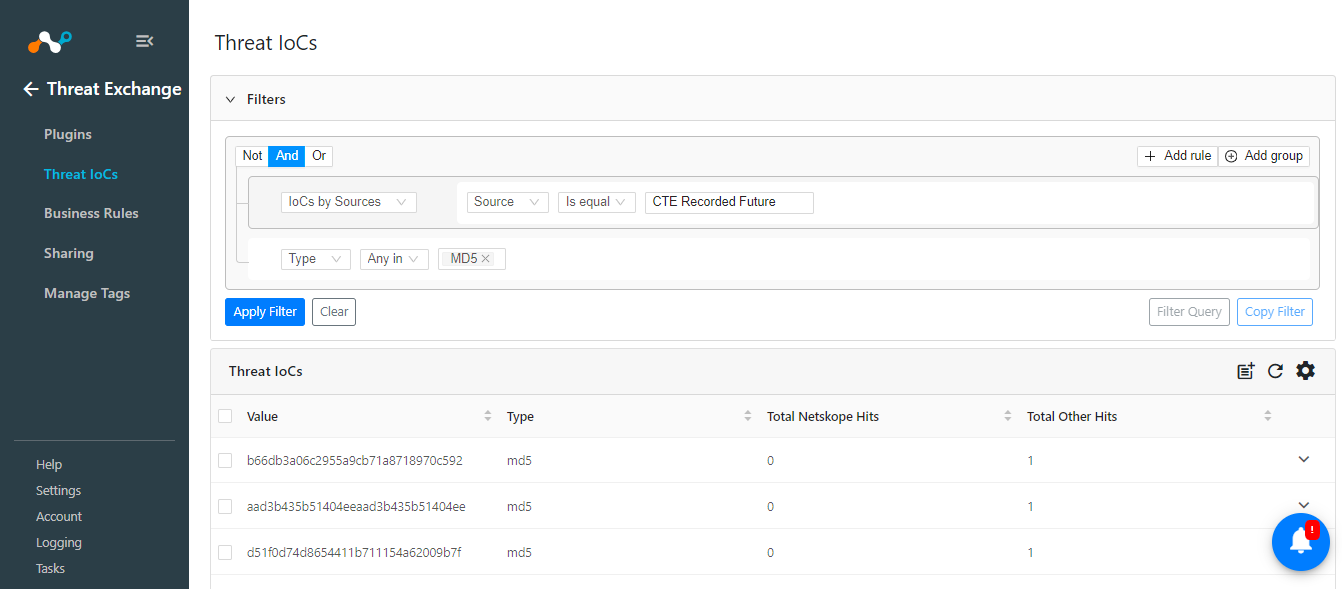 Threat Exchange
Plugins
Threat IoCs
Business Rules
Sharing
Manage Tags
Help
Settings
Account
Logging
Tasks
Threat IoCs
Filters
Not And Or
Add rule Add group
IoCs by Sources Source Is equal CTE Recorded Future
Type Any in MD5
Apply Filter Clear Filter Query Copy Filter
Threat IoCs
Value Type Total Netskope Hits Total Other Hits
b66db3a06c2955a9cb71a8718970c592 md5 0 1
aad3b435b51404eeaad3b435b51404ee md5 0 1
d51f0d74d8654411b711154a62009b7f md5 0 1
!